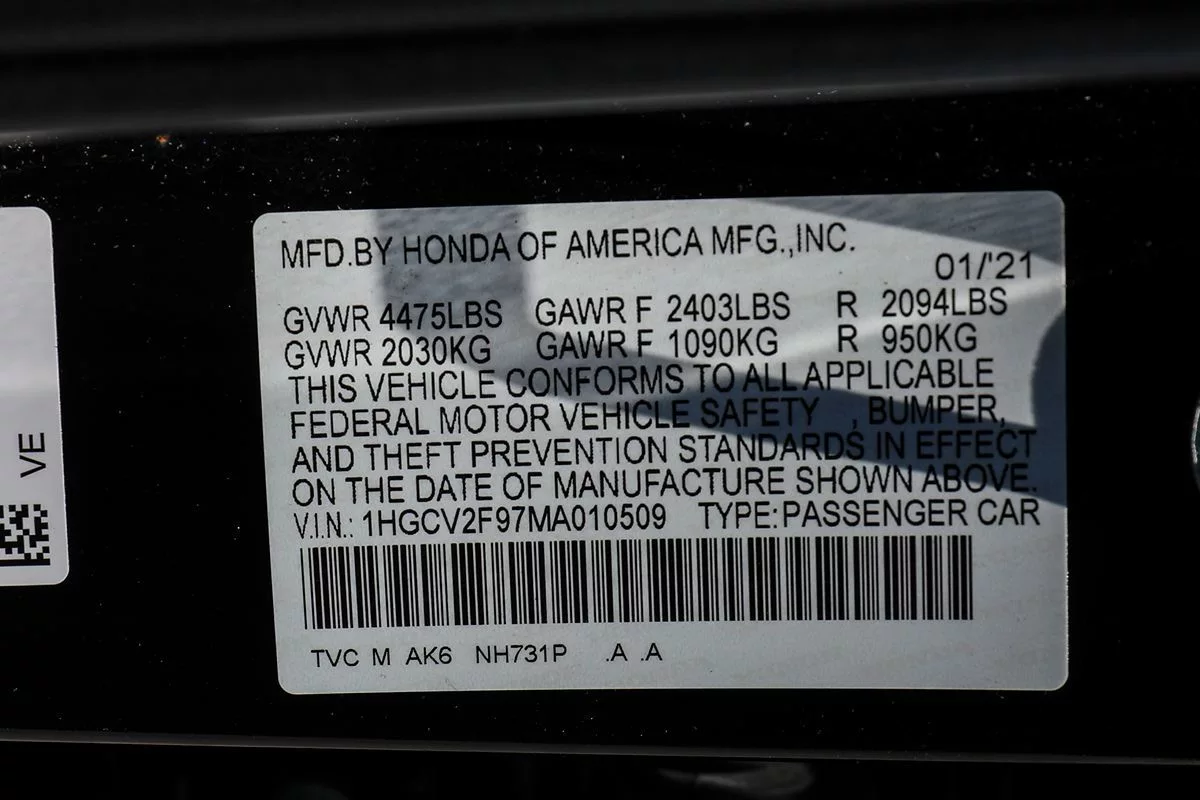 MFD.BY HONDA OF AMERICA MFG.,INC.
01/'21
GVWR 4475LBS GAWR F 2403LBS R 2094LBS
GVWR 2030KG GAWR F 1090KG R 950KG
THIS VEHICLE CONFORMS TO ALL APPLICABLE
FEDERAL MOTOR VEHICLE SAFETY , BUMPER,
AND THEFT PREVENTION STANDARDS IN EFFECT
ON THE DATE OF MANUFACTURE SHOWN ABOVE.
V.I.N.: 1HGCV2F97MA010509 TYPE:PASSENGER CAR
TVC M AK6 NH731P .A .A
VE